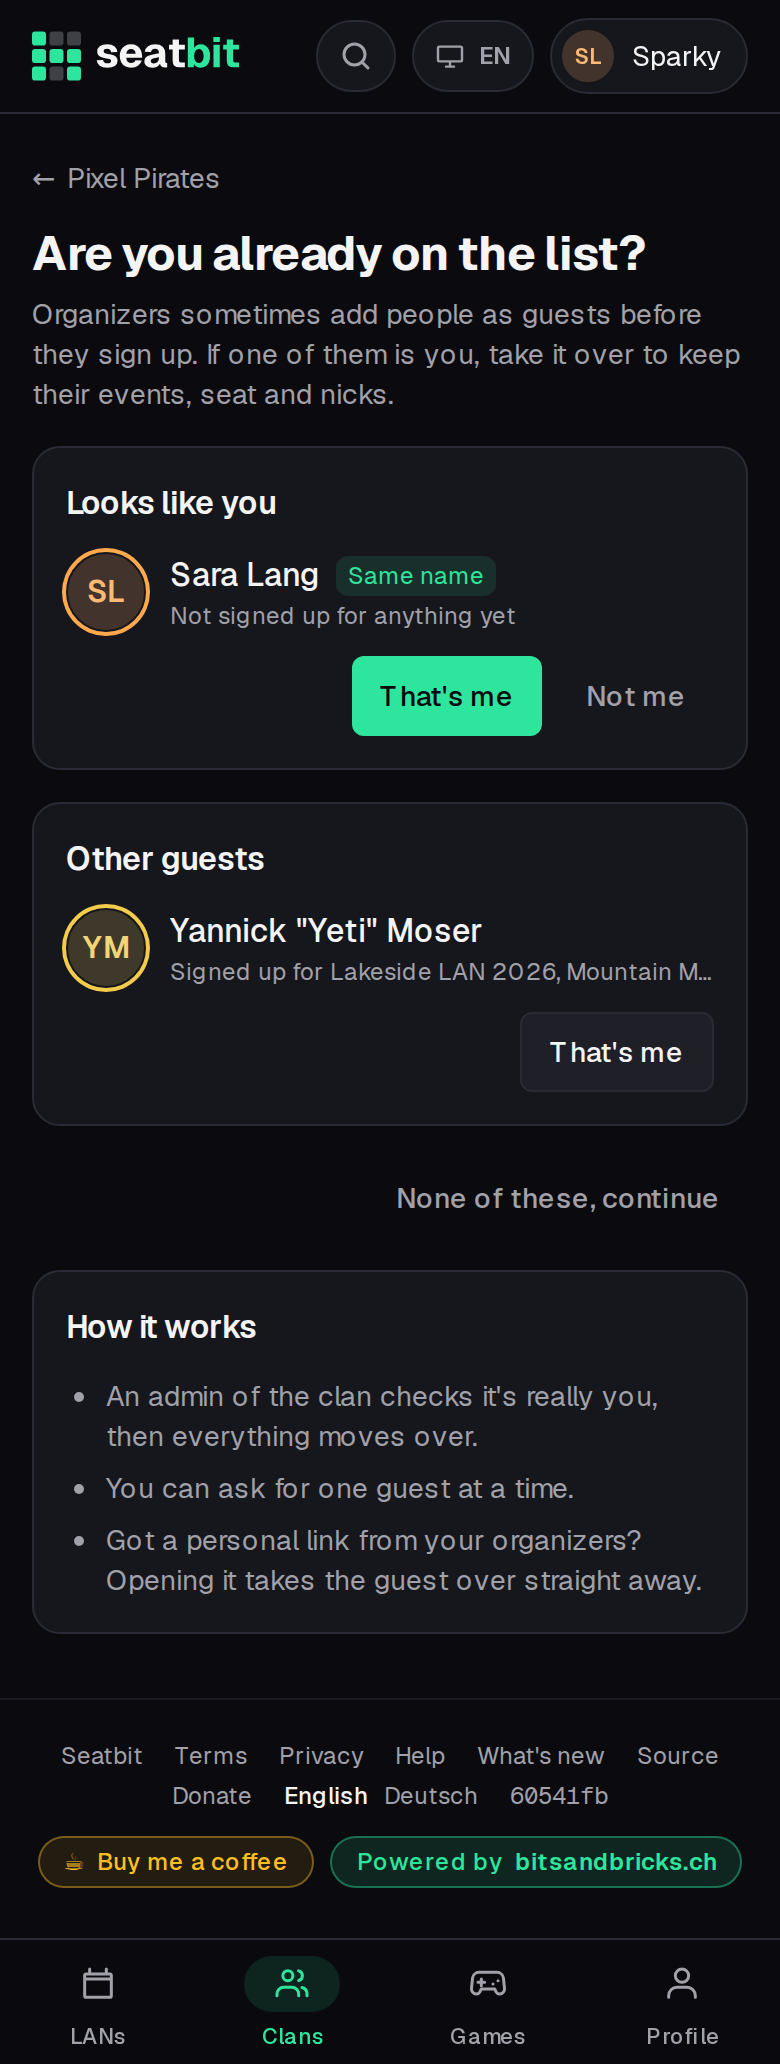 seatbit
EN
SL
Sparky
← Pixel Pirates
Are you already on the list?
Organizers sometimes add people as guests before
they sign up. If one of them is you, take it over to keep
their events, seat and nicks.
Looks like you
SL
Sara Lang
Same name
Not signed up for anything yet
That's me
Not me
Other guests
YM
Yannick "Yeti" Moser
Signed up for Lakeside LAN 2026, Mountain M…
That's me
None of these, continue
How it works
• An admin of the clan checks it's really you,
then everything moves over.
• You can ask for one guest at a time.
• Got a personal link from your organizers?
Opening it takes the guest over straight away.
Seatbit Terms Privacy Help What's new Source
Donate English Deutsch 60541fb
☕ Buy me a coffee
Powered by bitsandbricks.ch
LANs
Clans
Games
Profile